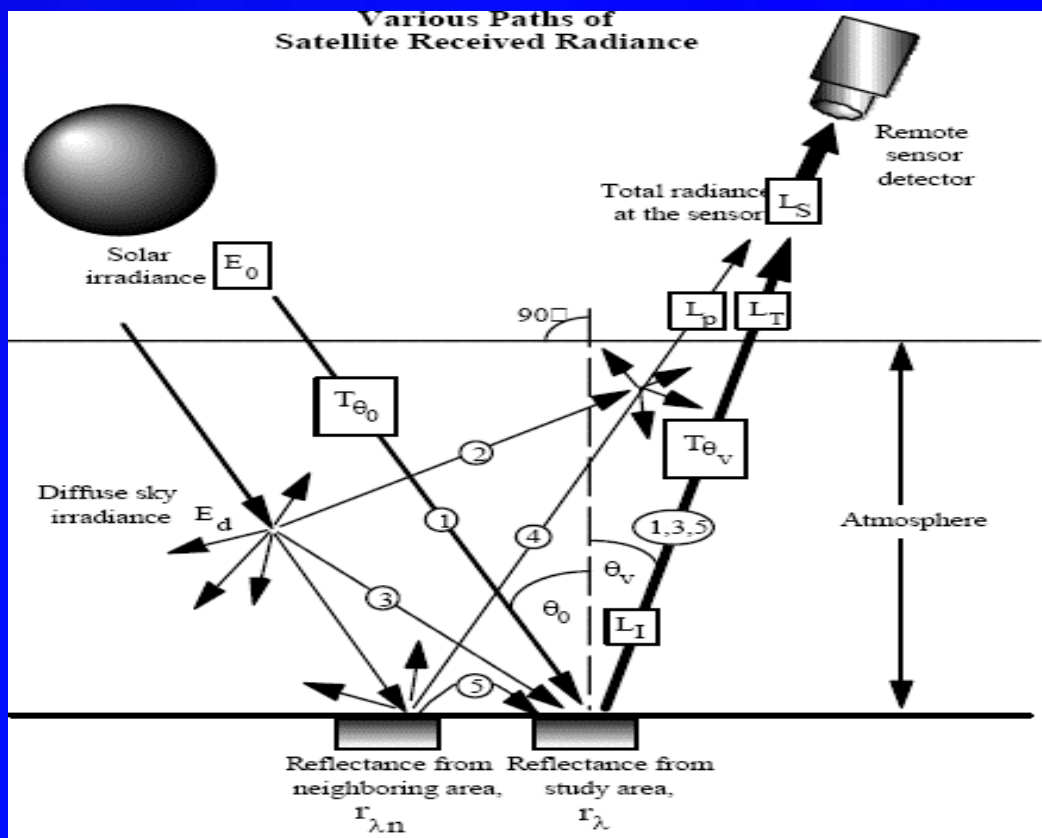 Various Paths of
Satellite Received Radiance
Remote
sensor
detector
Total radiance
at the sensor
L_S
Solar
irradiance
E_0
90□
L_p
L_T
T_θ_0
T_θ_v
2
Diffuse sky
irradiance
E_d
1
4
1,3,5
Atmosphere
3
θ_v
θ_0
L_I
5
Reflectance from
neighboring area,
r_λn
Reflectance from
study area,
r_λ